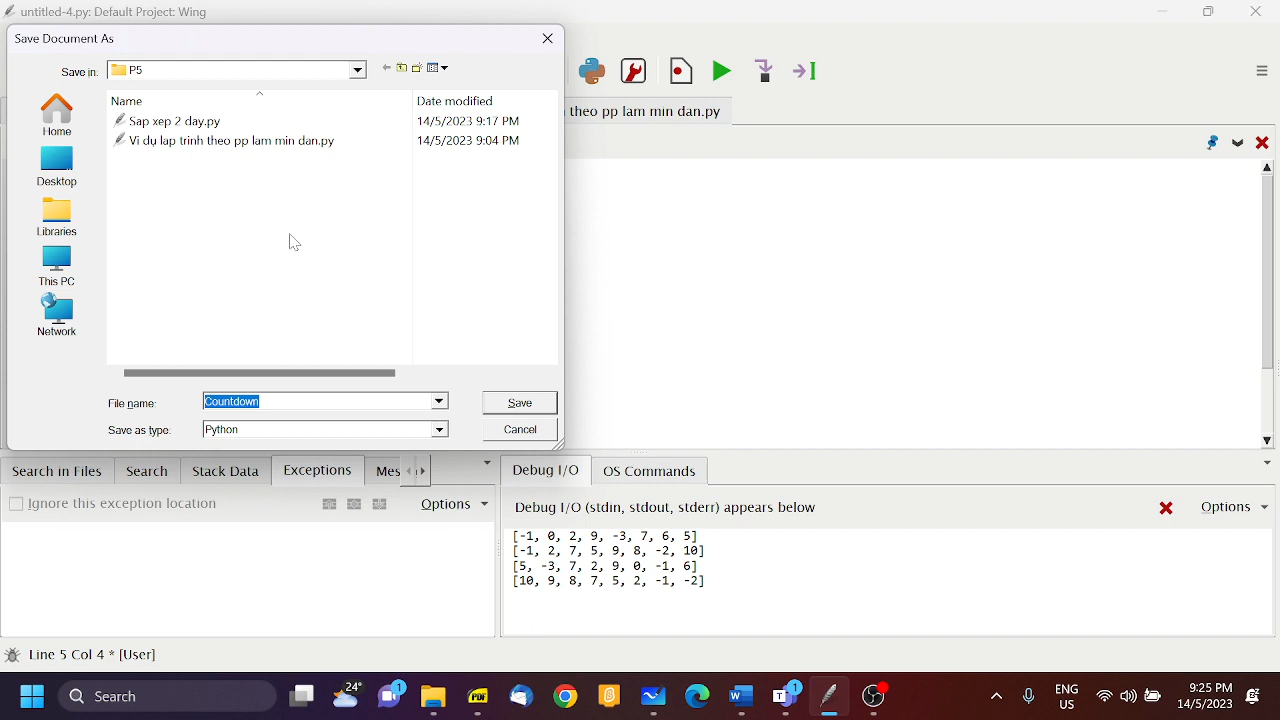 untitled-4.py: Default Project: Wing
Save Document As
Save in:
P5
Name
Date modified
Sap xep 2 day.py
14/5/2023 9:17 PM
Vi dụ lap trinh theo pp lam min dan.py
14/5/2023 9:04 PM
Home
Desktop
Libraries
This PC
Network
File name:
Countdown
Save
Save as type:
Python
Cancel
theo pp lam min dan.py
Search in Files
Search
Stack Data
Exceptions
Mes
Debug I/O
OS Commands
Ignore this exception location
Options
Debug I/O (stdin, stdout, stderr) appears below
Options
[-1, 0, 2, 9, -3, 7, 6, 5]
[-1, 2, 7, 5, 9, 8, -2, 10]
[5, -3, 7, 2, 9, 0, -1, 6]
[10, 9, 8, 7, 5, 2, -1, -2]
Line 5 Col 4 * [User]
Search
24°
1
PDF
1
ENG
US
9:25 PM
14/5/2023